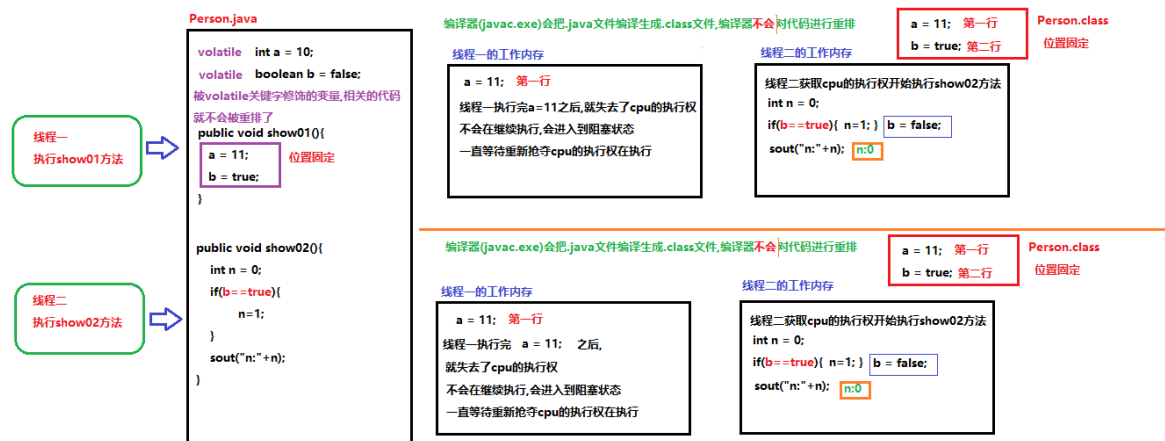 Person.java
volatile int a = 10;
volatile boolean b = false;
被volatile关键字修饰的变量,相关的代码
就不会被重排了
public void show01(){
a = 11;
b = true;
位置固定
}
public void show02(){
int n = 0;
if(b==true){
n=1;
}
sout("n:"+n);
}
线程一
执行show01方法
线程二
执行show02方法
编译器(javac.exe)会把.java文件编译生成.class文件,编译器不会对代码进行重排
a = 11; 第一行
b = true; 第二行
Person.class
位置固定
线程一的工作内存
a = 11; 第一行
线程一执行完a=11之后,就失去了cpu的执行权
不会在继续执行,会进入到阻塞状态
一直等待重新抢夺cpu的执行权在执行
线程二的工作内存
线程二获取cpu的执行权开始执行show02方法
int n = 0;
if(b==true){ n=1; } b = false;
sout("n:"+n); n:0
编译器(javac.exe)会把.java文件编译生成.class文件,编译器不会对代码进行重排
a = 11; 第一行
b = true; 第二行
Person.class
位置固定
线程一的工作内存
a = 11; 第一行
线程一执行完 a = 11; 之后,
就失去了cpu的执行权
不会在继续执行,会进入到阻塞状态
一直等待重新抢夺cpu的执行权在执行
线程二的工作内存
线程二获取cpu的执行权开始执行show02方法
int n = 0;
if(b==true){ n=1; } b = false;
sout("n:"+n); n:0